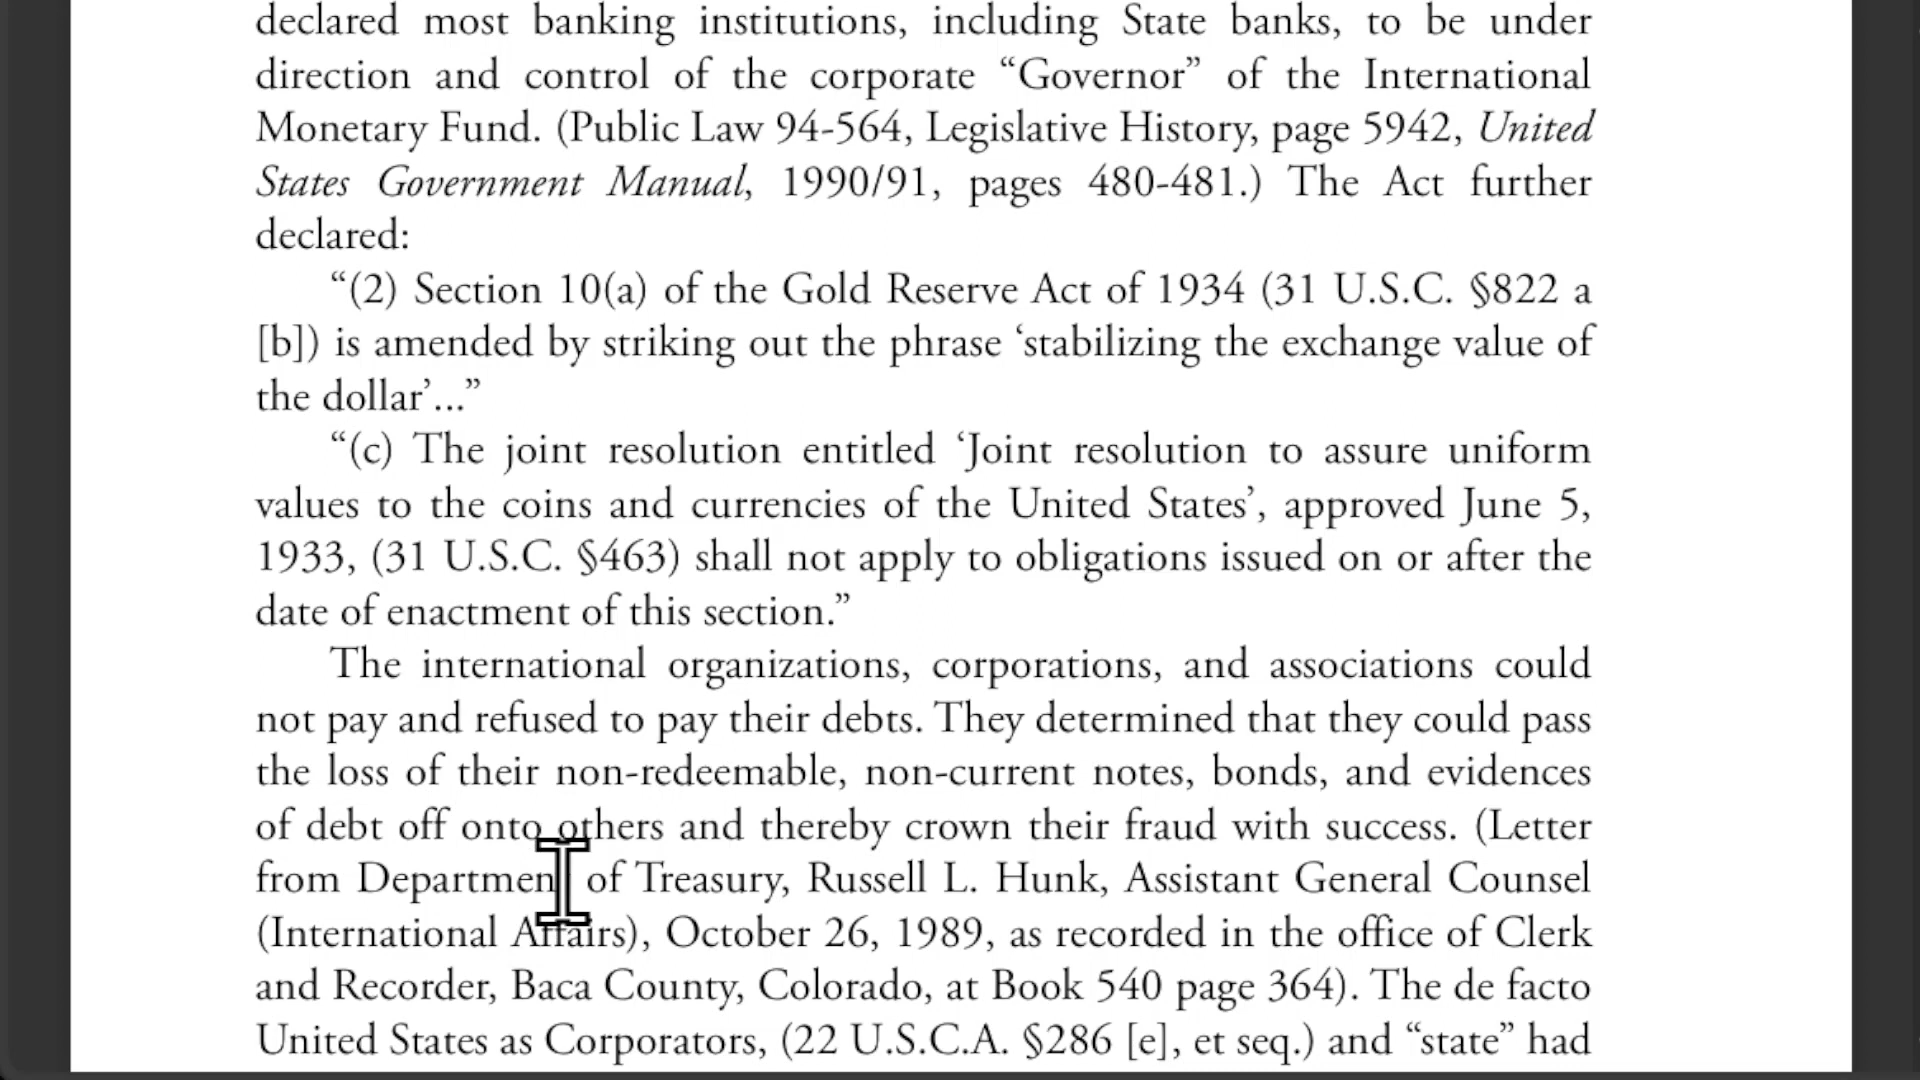 declared most banking institutions, including State banks, to be under
direction and control of the corporate “Governor” of the International
Monetary Fund. (Public Law 94-564, Legislative History, page 5942, United
States Government Manual, 1990/91, pages 480-481.) The Act further
declared:
“(2) Section 10(a) of the Gold Reserve Act of 1934 (31 U.S.C. §822 a
[b]) is amended by striking out the phrase ‘stabilizing the exchange value of
the dollar’...”
“(c) The joint resolution entitled ‘Joint resolution to assure uniform
values to the coins and currencies of the United States’, approved June 5,
1933, (31 U.S.C. §463) shall not apply to obligations issued on or after the
date of enactment of this section.”
The international organizations, corporations, and associations could
not pay and refused to pay their debts. They determined that they could pass
the loss of their non-redeemable, non-current notes, bonds, and evidences
of debt off onto others and thereby crown their fraud with success. (Letter
from Department of Treasury, Russell L. Hunk, Assistant General Counsel
(International Affairs), October 26, 1989, as recorded in the office of Clerk
and Recorder, Baca County, Colorado, at Book 540 page 364). The de facto
United States as Corporators, (22 U.S.C.A. §286 [e], et seq.) and “state” had